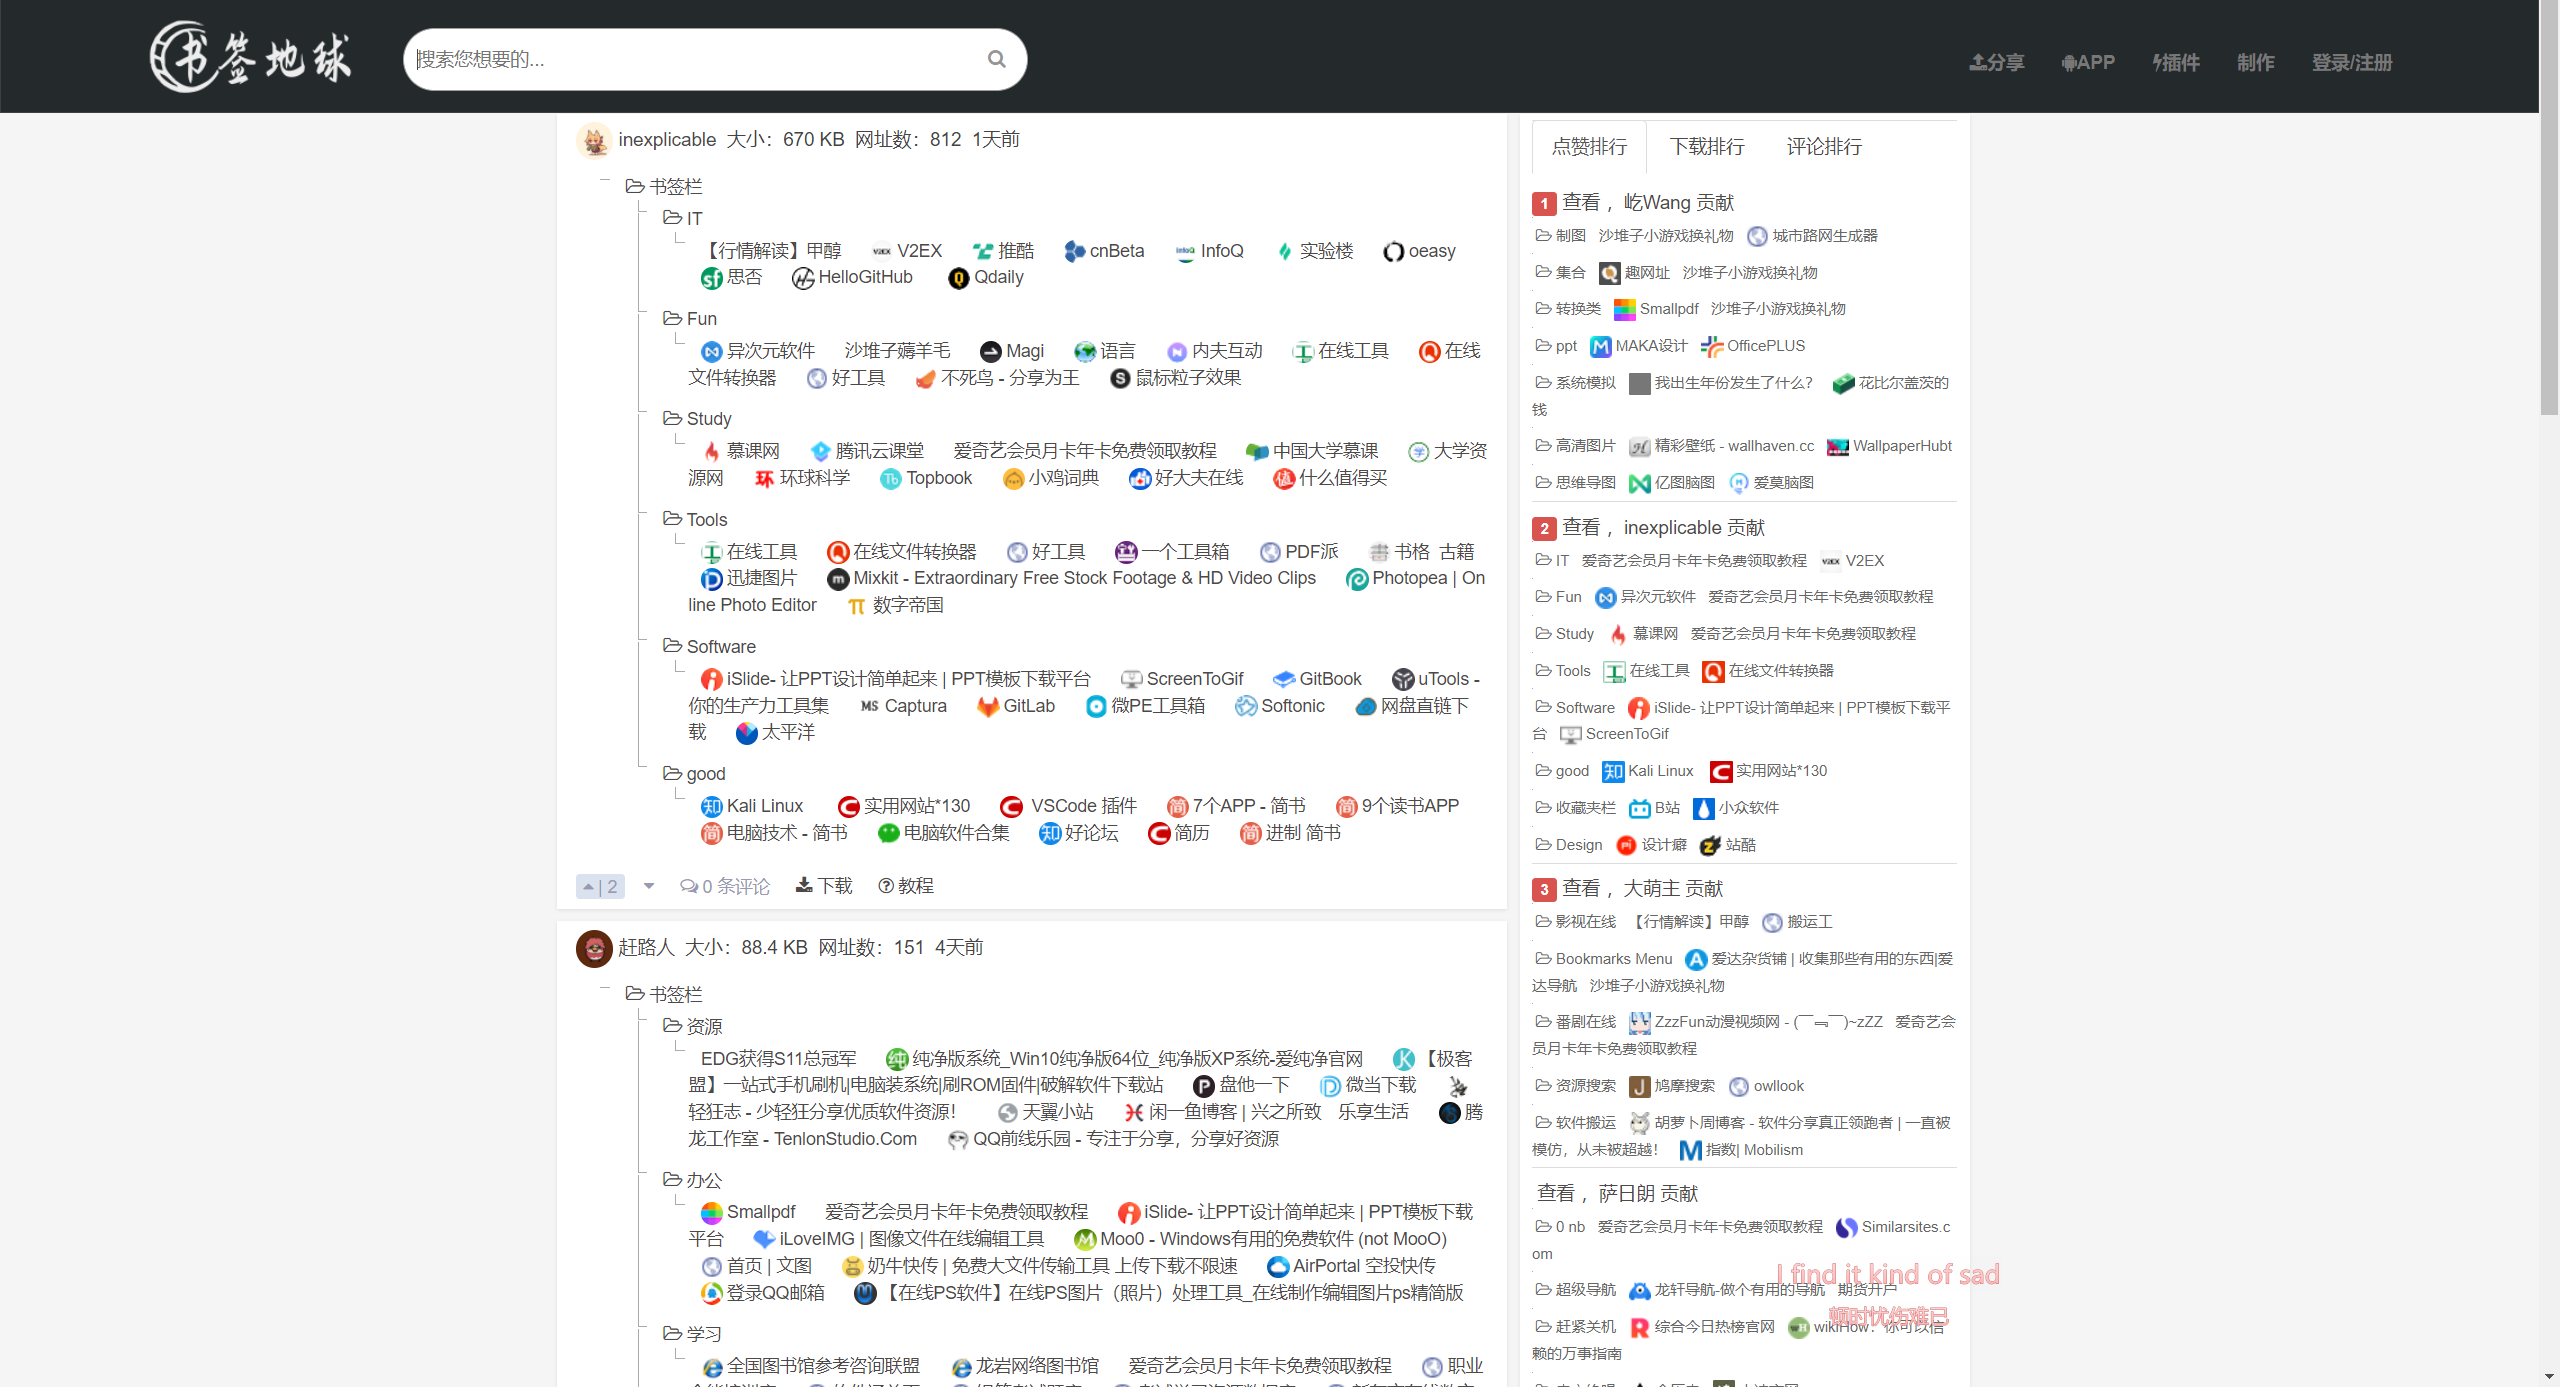 书签地球
搜索您想要的...
分享 APP 插件 制作 登录/注册
inexplicable 大小：670 KB 网址数：812 1天前
书签栏
IT
【行情解读】甲醇 V2EX 推酷 cnBeta InfoQ 实验楼 oeasy
思否 HelloGitHub Qdaily
Fun
异次元软件 沙堆子薅羊毛 Magi 语言 内夫互动 在线工具 在线
文件转换器 好工具 不死鸟 - 分享为王 鼠标粒子效果
Study
慕课网 腾讯云课堂 爱奇艺会员月卡年卡免费领取教程 中国大学慕课 大学资
源网 环球科学 Topbook 小鸡词典 好大夫在线 什么值得买
Tools
在线工具 在线文件转换器 好工具 一个工具箱 PDF派 书格 古籍
迅捷图片 Mixkit - Extraordinary Free Stock Footage & HD Video Clips Photopea | On
line Photo Editor 数字帝国
Software
iSlide- 让PPT设计简单起来 | PPT模板下载平台 ScreenToGif GitBook uTools -
你的生产力工具集 Captura GitLab 微PE工具箱 Softonic 网盘直链下
载 太平洋
good
Kali Linux 实用网站*130 VSCode 插件 7个APP - 简书 9个读书APP
电脑技术 - 简书 电脑软件合集 好论坛 简历 进制 简书
| 2 0 条评论 下载 教程
赶路人 大小：88.4 KB 网址数：151 4天前
书签栏
资源
EDG获得S11总冠军 纯净版系统_Win10纯净版64位_纯净版XP系统-爱纯净官网 【极客
盟】一站式手机刷机|电脑装系统|刷ROM固件|破解软件下载站 盘他一下 微当下载
轻狂志 - 少轻狂分享优质软件资源！ 天翼小站 闲一鱼博客 | 兴之所致 乐享生活 腾
龙工作室 - TenlonStudio.Com QQ前线乐园 - 专注于分享，分享好资源
办公
Smallpdf 爱奇艺会员月卡年卡免费领取教程 iSlide- 让PPT设计简单起来 | PPT模板下载
平台 iLoveIMG | 图像文件在线编辑工具 Moo0 - Windows有用的免费软件 (not MooO)
首页 | 文图 奶牛快传 | 免费大文件传输工具 上传下载不限速 AirPortal 空投快传
登录QQ邮箱 【在线PS软件】在线PS图片（照片）处理工具_在线制作编辑图片ps精简版
学习
全国图书馆参考咨询联盟 龙岩网络图书馆 爱奇艺会员月卡年卡免费领取教程 职业
点赞排行 下载排行 评论排行
1 查看 ，屹Wang 贡献
制图 沙堆子小游戏换礼物 城市路网生成器
集合 趣网址 沙堆子小游戏换礼物
转换类 Smallpdf 沙堆子小游戏换礼物
ppt MAKA设计 OfficePLUS
系统模拟 我出生年份发生了什么？ 花比尔盖茨的
钱
高清图片 精彩壁纸 - wallhaven.cc WallpaperHubt
思维导图 亿图脑图 爱莫脑图
2 查看 ，inexplicable 贡献
IT 爱奇艺会员月卡年卡免费领取教程 V2EX
Fun 异次元软件 爱奇艺会员月卡年卡免费领取教程
Study 慕课网 爱奇艺会员月卡年卡免费领取教程
Tools 在线工具 在线文件转换器
Software iSlide- 让PPT设计简单起来 | PPT模板下载平
台 ScreenToGif
good Kali Linux 实用网站*130
收藏夹栏 B站 小众软件
Design 设计癖 站酷
3 查看 ，大萌主 贡献
影视在线 【行情解读】甲醇 搬运工
Bookmarks Menu 爱达杂货铺 | 收集那些有用的东西|爱
达导航 沙堆子小游戏换礼物
番剧在线 ZzzFun动漫视频网 - (￣﹃￣)~zZZ 爱奇艺会
员月卡年卡免费领取教程
资源搜索 鸠摩搜索 owllook
软件搬运 胡萝卜周博客 - 软件分享真正领跑者 | 一直被
模仿，从未被超越！ 指数| Mobilism
查看 ，萨日朗 贡献
0 nb 爱奇艺会员月卡年卡免费领取教程 Similarsites.c
om
I find it kind of sad
超级导航 龙轩导航-做个有用的导航 期货开户
顿时忧伤难已
赶紧关机 综合今日热榜官网 wikiHow：你可以信
赖的万事指南